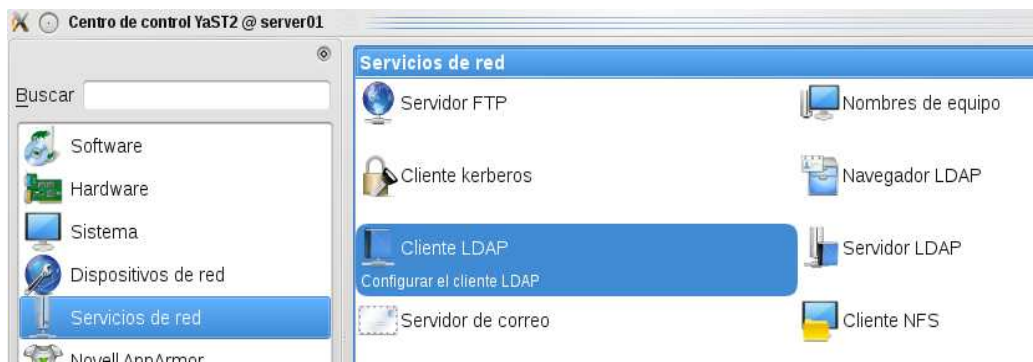 Centro de control YaST2 @ server01
Buscar
Software
Hardware
Sistema
Dispositivos de red
Servicios de red
Novell AppArmor
Servicios de red
Servidor FTP
Nombres de equipo
Cliente kerberos
Navegador LDAP
Cliente LDAP
Configurar el cliente LDAP
Servidor LDAP
Servidor de correo
Cliente NFS